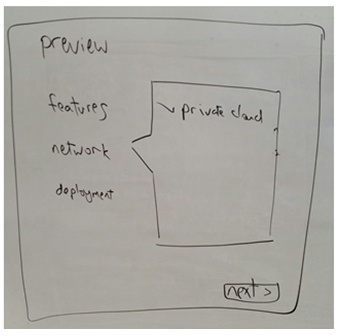 preview
features
private cloud
network
deployment
next >